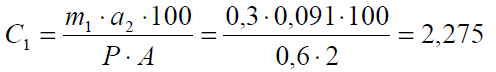 C₁ = m₁ · a₂ · 100 / P · A = 0,3 · 0,091 · 100 / 0,6 · 2 = 2,275